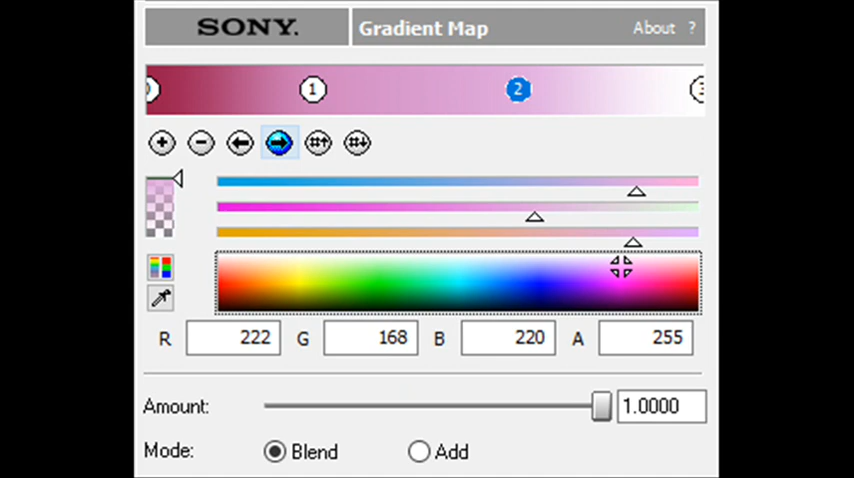 SONY. Gradient Map About ?
1 2
R 222 G 168 B 220 A 255
Amount: 1.0000
Mode: Blend Add